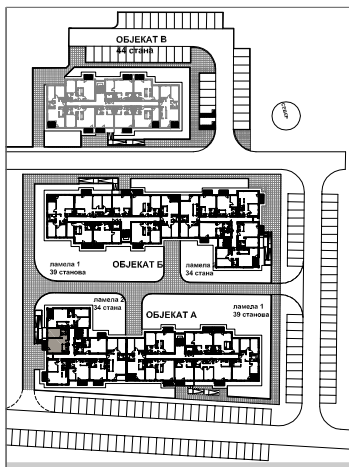 ОБЈЕКАТ В
44 стана
север
ламела 1
39 станова
ОБЈЕКАТ Б
ламела
34 стана
ламела 2
34 стана
ОБЈЕКАТ А
ламела 1
39 станова